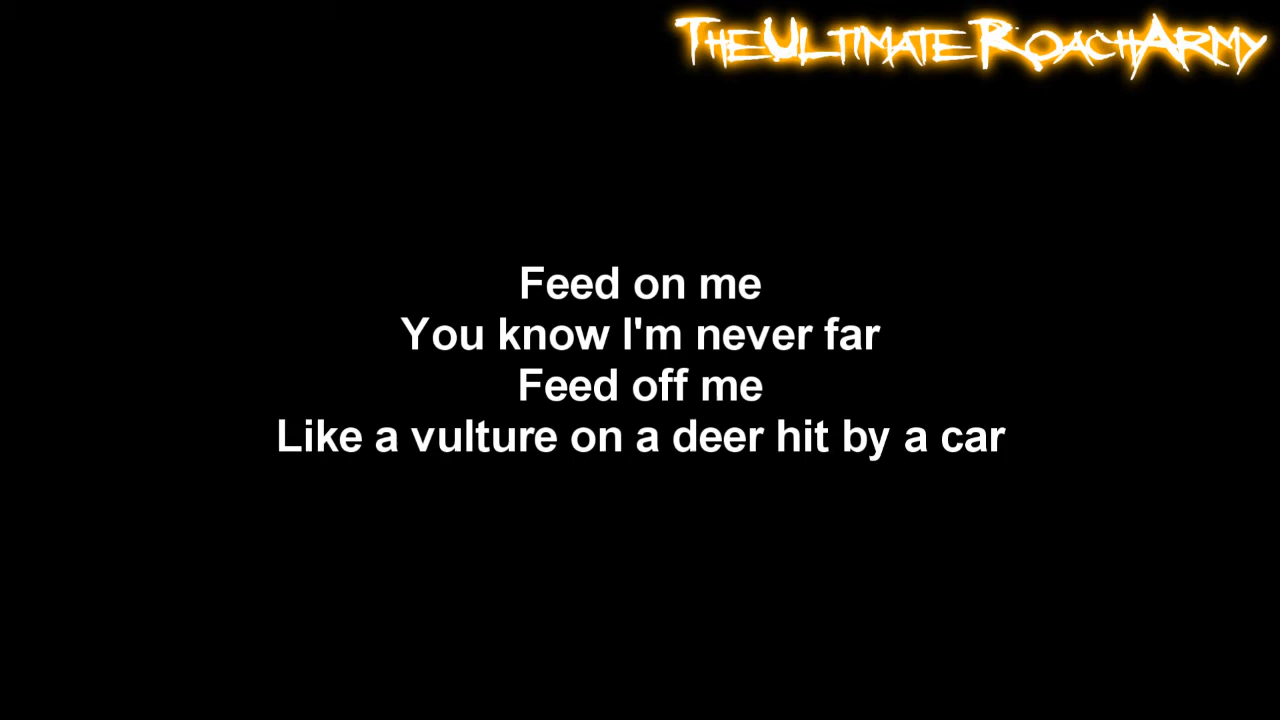 TheUltimateRoachArmy
Feed on me
You know I'm never far
Feed off me
Like a vulture on a deer hit by a car